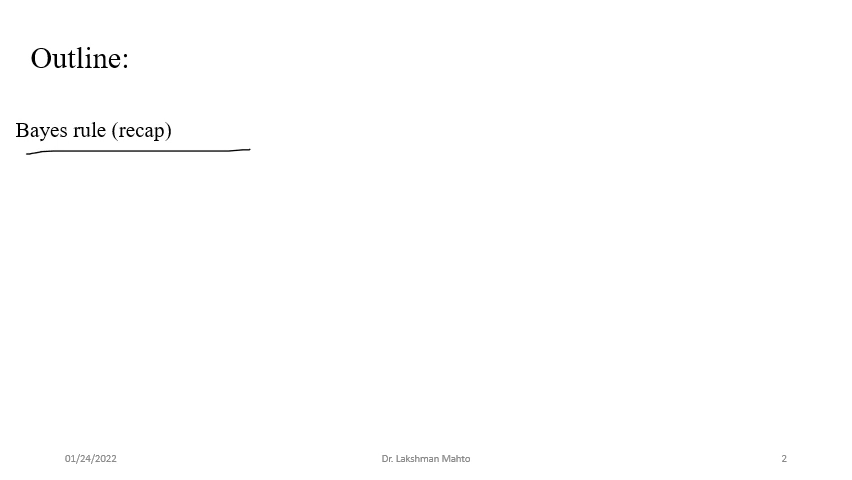 Outline:
Bayes rule (recap)
01/24/2022 Dr. Lakshman Mahto 2